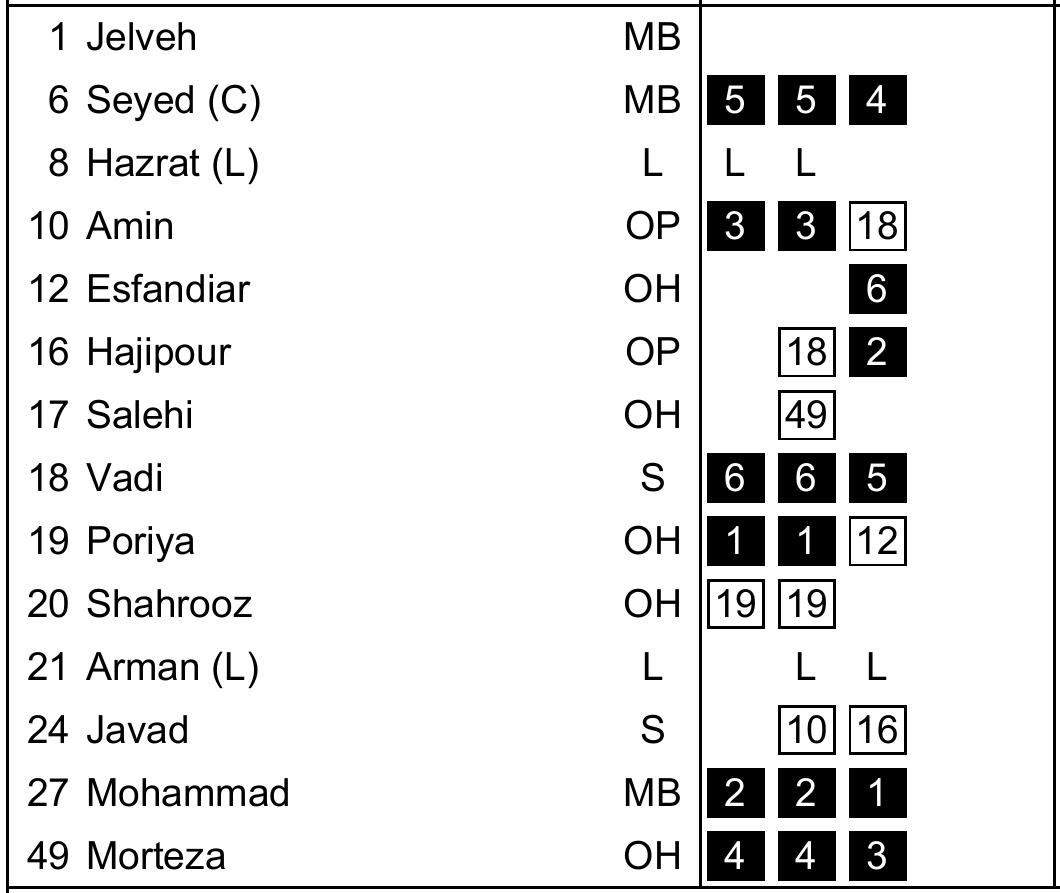 1 Jelveh MB
6 Seyed (C) MB 5 5 4
8 Hazrat (L) L L L
10 Amin OP 3 3 18
12 Esfandiar OH 6
16 Hajipour OP 18 2
17 Salehi OH 49
18 Vadi S 6 6 5
19 Poriya OH 1 1 12
20 Shahrooz OH 19 19
21 Arman (L) L L L
24 Javad S 10 16
27 Mohammad MB 2 2 1
49 Morteza OH 4 4 3